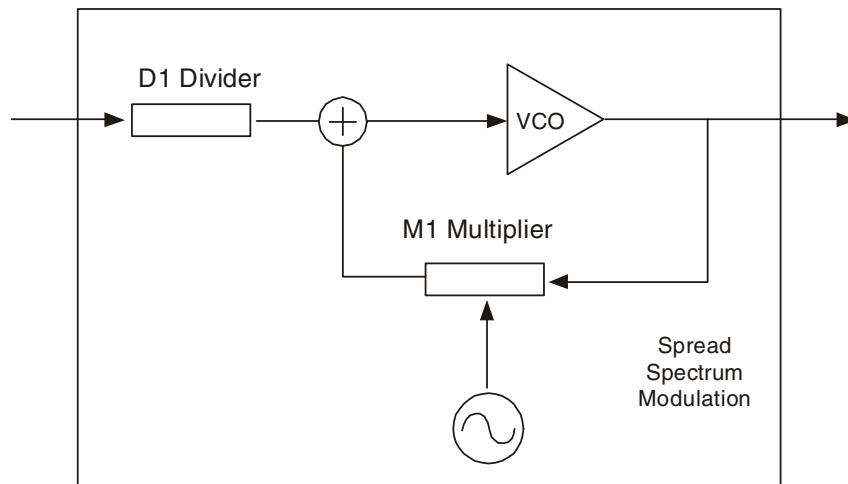 D1 Divider
VCO
M1 Multiplier
Spread
Spectrum
Modulation